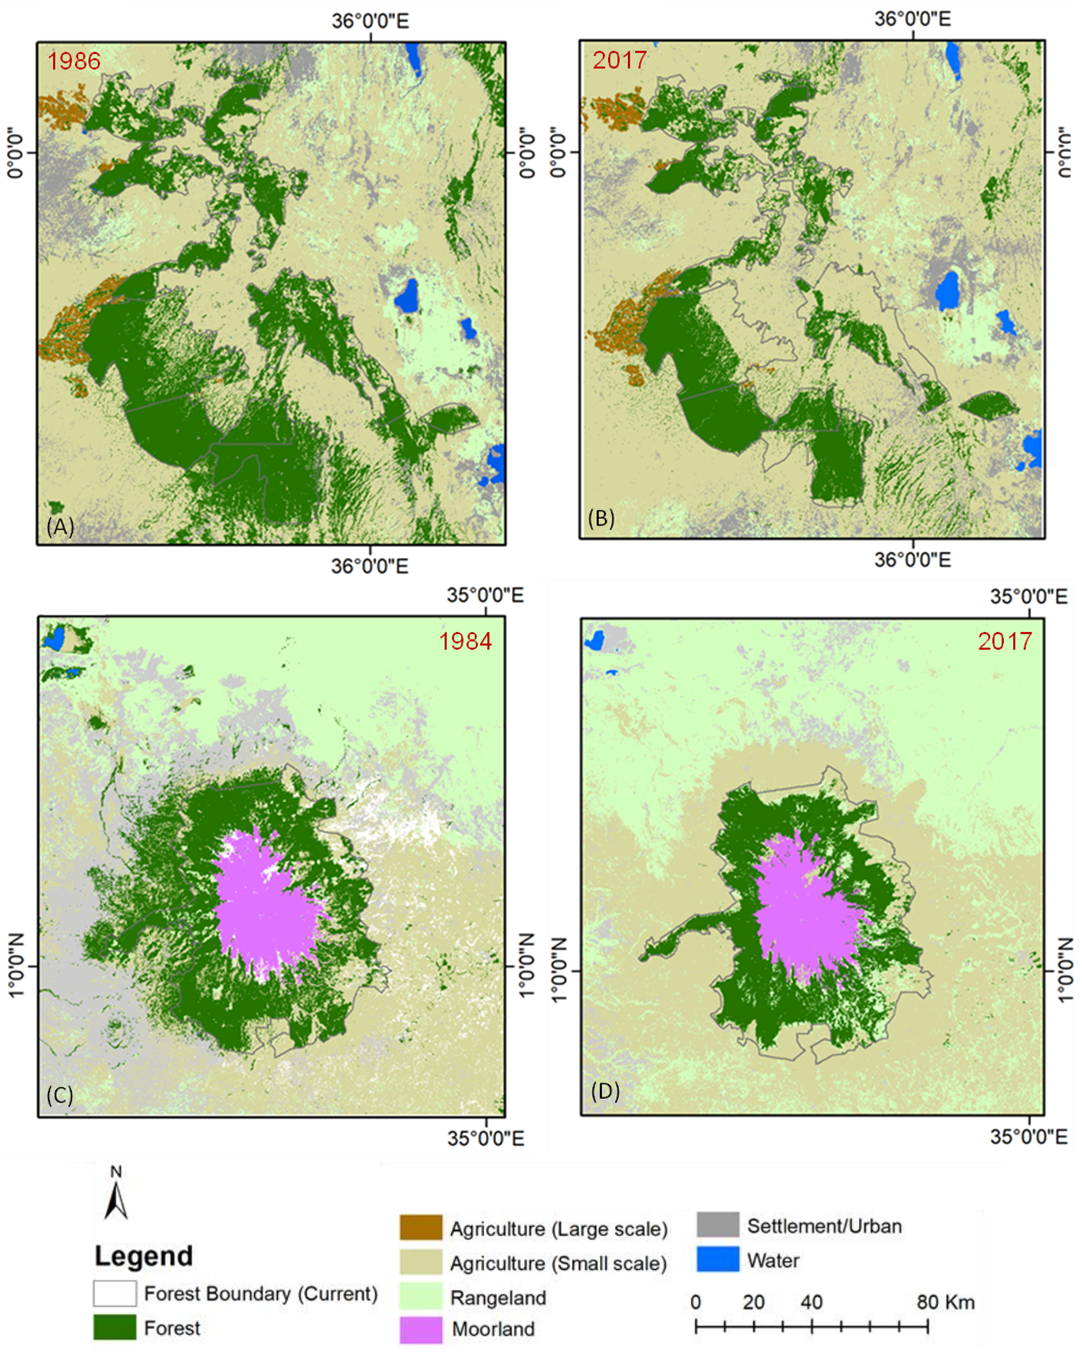 36°0'0"E
36°0'0"E
1986
2017
0°0'0"
0°0'0"
0°0'0"
0°0'0"
(A)
(B)
36°0'0"E
36°0'0"E
35°0'0"E
35°0'0"E
1984
2017
1°0'0"N
1°0'0"N
1°0'0"N
1°0'0"N
(C)
(D)
35°0'0"E
35°0'0"E
N
Legend
Forest Boundary (Current)
Forest
Agriculture (Large scale)
Agriculture (Small scale)
Rangeland
Moorland
Settlement/Urban
Water
0 20 40 80 Km